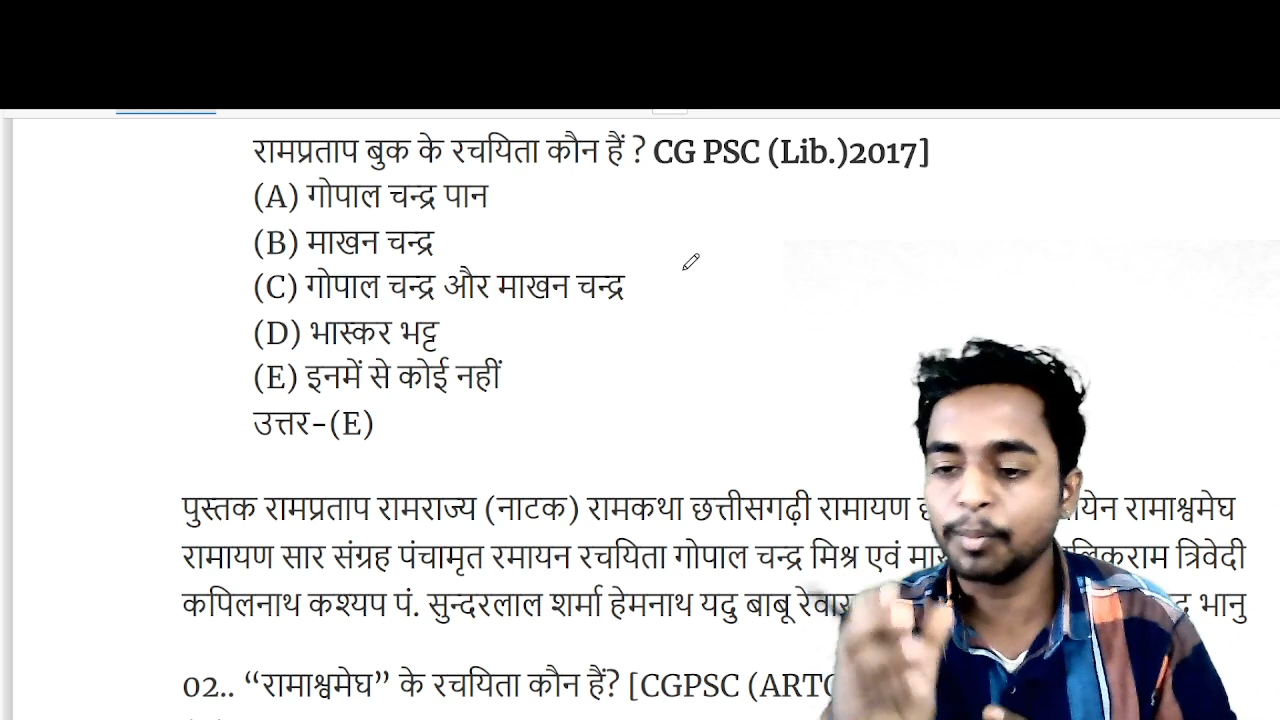 रामप्रताप बुक के रचयिता कौन हैं ? CG PSC (Lib.)2017]
(A) गोपाल चन्द्र पान
(B) माखन चन्द्र
(C) गोपाल चन्द्र और माखन चन्द्र
(D) भास्कर भट्ट
(E) इनमें से कोई नहीं
उत्तर-(E)
पुस्तक रामप्रताप रामराज्य (नाटक) रामकथा छत्तीसगढ़ी रामायण रामाश्वमेघ
रामायण सार संग्रह पंचामृत रमायन रचयिता गोपाल चन्द्र मिश्र एवं त्रिवेदी
कपिलनाथ कश्यप पं. सुन्दरलाल शर्मा हेमनाथ यदु बाबू भानु
02.. “रामाश्वमेघ” के रचयिता कौन हैं? [CGPSC